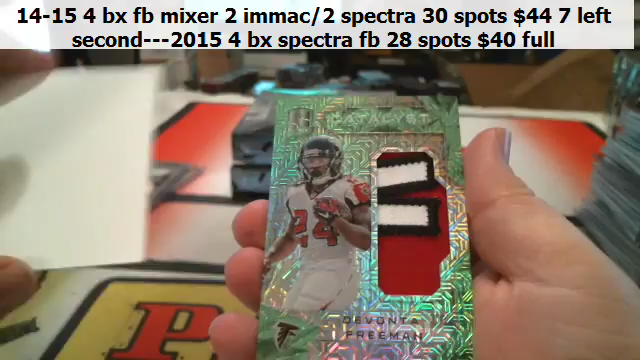 14-15 4 bx fb mixer 2 immac/2 spectra 30 spots $44 7 left
second---2015 4 bx spectra fb 28 spots $40 full
CATALYST
24
DEVONTA
FREEMAN
P